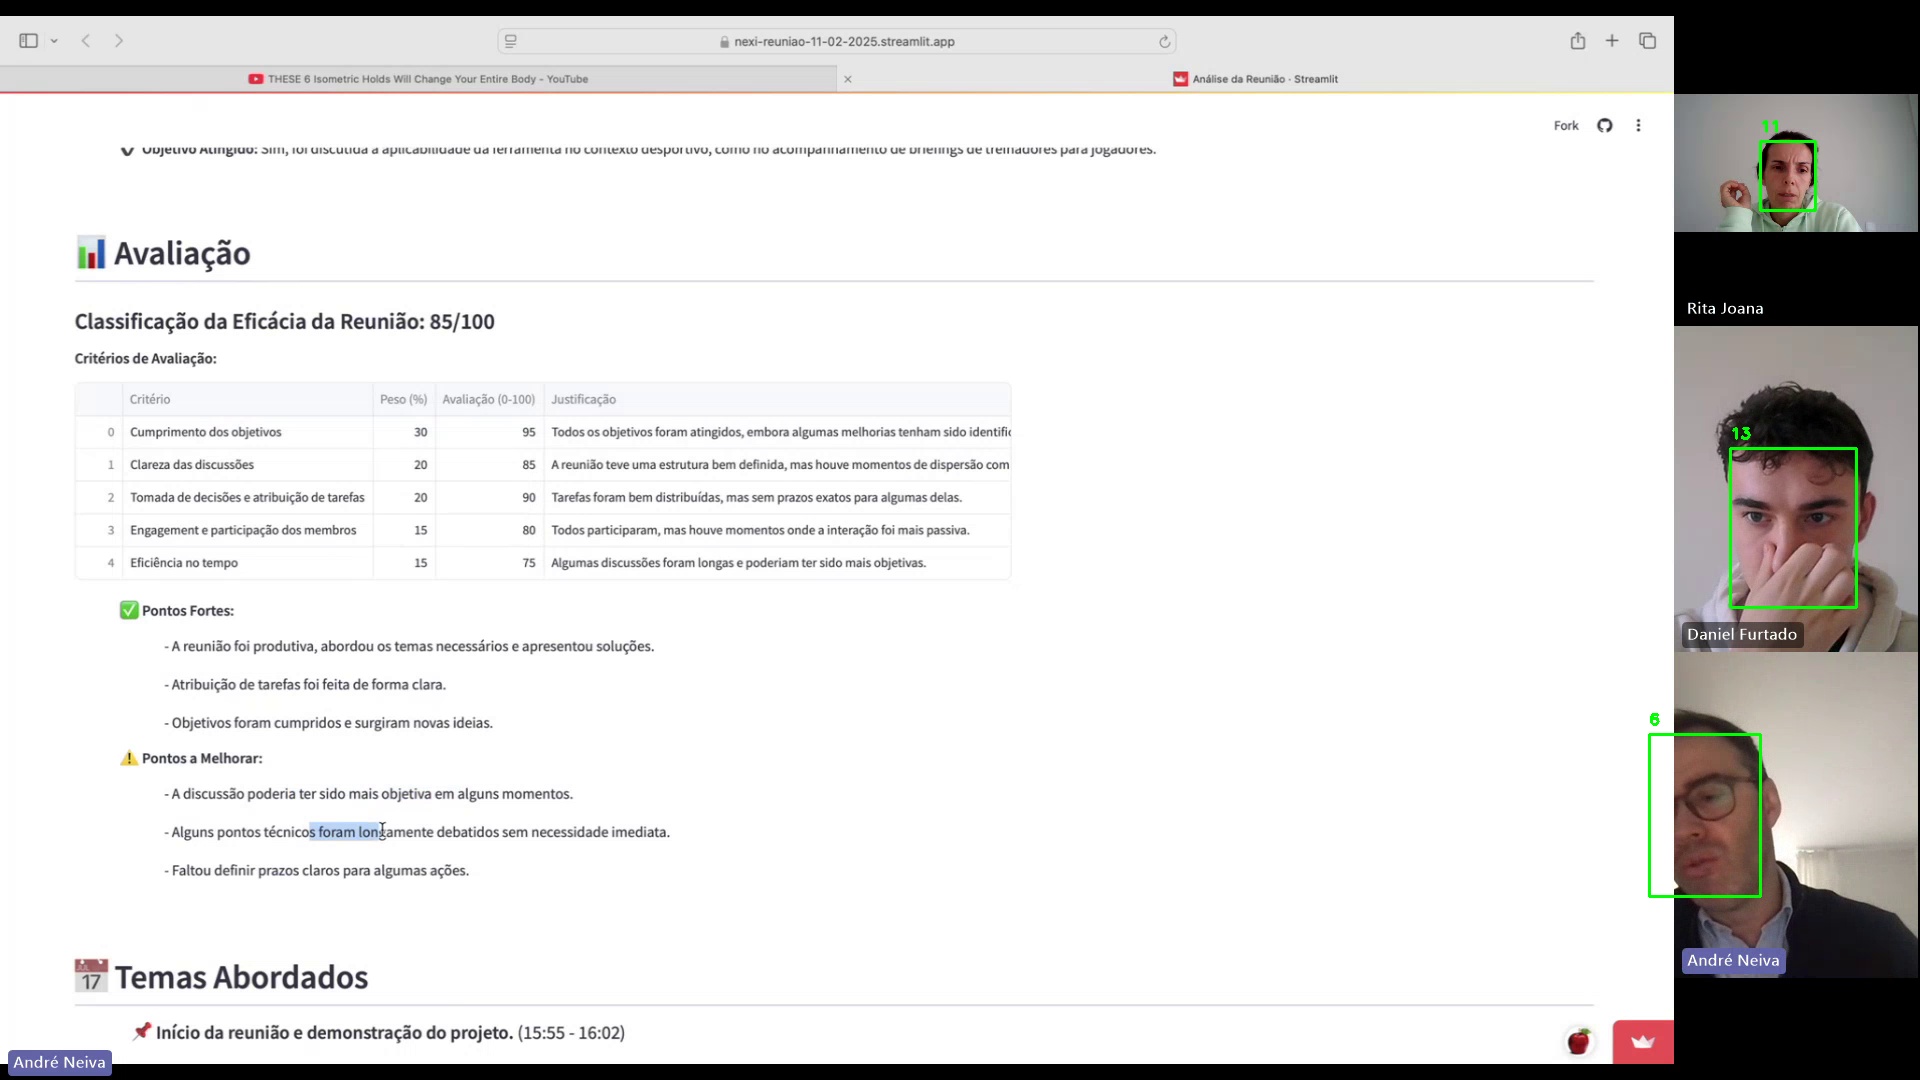 nexi-reuniao-11-02-2025.streamlit.app
THESE 6 Isometric Holds Will Change Your Entire Body - YouTube
Análise da Reunião · Streamlit
Fork
Objetivo Atingido: Sim, foi discutida a aplicabilidade da ferramenta no contexto desportivo, como no acompanhamento de briefings de treinadores para jogadores.
Avaliação
Classificação da Eficácia da Reunião: 85/100
Critérios de Avaliação:
Critério Peso (%) Avaliação (0-100) Justificação
0 Cumprimento dos objetivos 30 95 Todos os objetivos foram atingidos, embora algumas melhorias tenham sido identific
1 Clareza das discussões 20 85 A reunião teve uma estrutura bem definida, mas houve momentos de dispersão com
2 Tomada de decisões e atribuição de tarefas 20 90 Tarefas foram bem distribuídas, mas sem prazos exatos para algumas delas.
3 Engagement e participação dos membros 15 80 Todos participaram, mas houve momentos onde a interação foi mais passiva.
4 Eficiência no tempo 15 75 Algumas discussões foram longas e poderiam ter sido mais objetivas.
Pontos Fortes:
- A reunião foi produtiva, abordou os temas necessários e apresentou soluções.
- Atribuição de tarefas foi feita de forma clara.
- Objetivos foram cumpridos e surgiram novas ideias.
Pontos a Melhorar:
- A discussão poderia ter sido mais objetiva em alguns momentos.
- Alguns pontos técnicos foram longamente debatidos sem necessidade imediata.
- Faltou definir prazos claros para algumas ações.
17 Temas Abordados
Início da reunião e demonstração do projeto. (15:55 - 16:02)
André Neiva
11
Rita Joana
13
Daniel Furtado
6
André Neiva